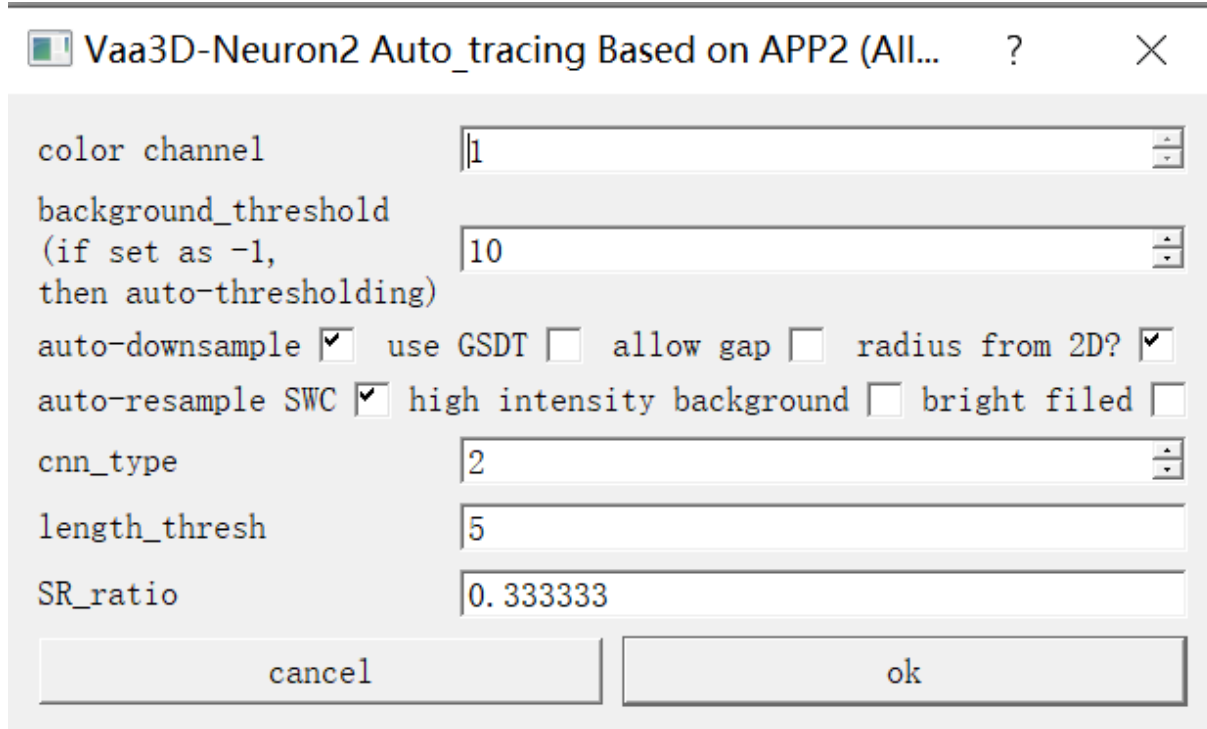 Vaa3D-Neuron2 Auto_tracing Based on APP2 (All... ?
color channel 1
background_threshold
(if set as -1,
then auto-thresholding) 10
auto-downsample use GSDT allow gap radius from 2D?
auto-resample SWC high intensity background bright filed
cnn_type 2
length_thresh 5
SR_ratio 0.333333
cancel ok